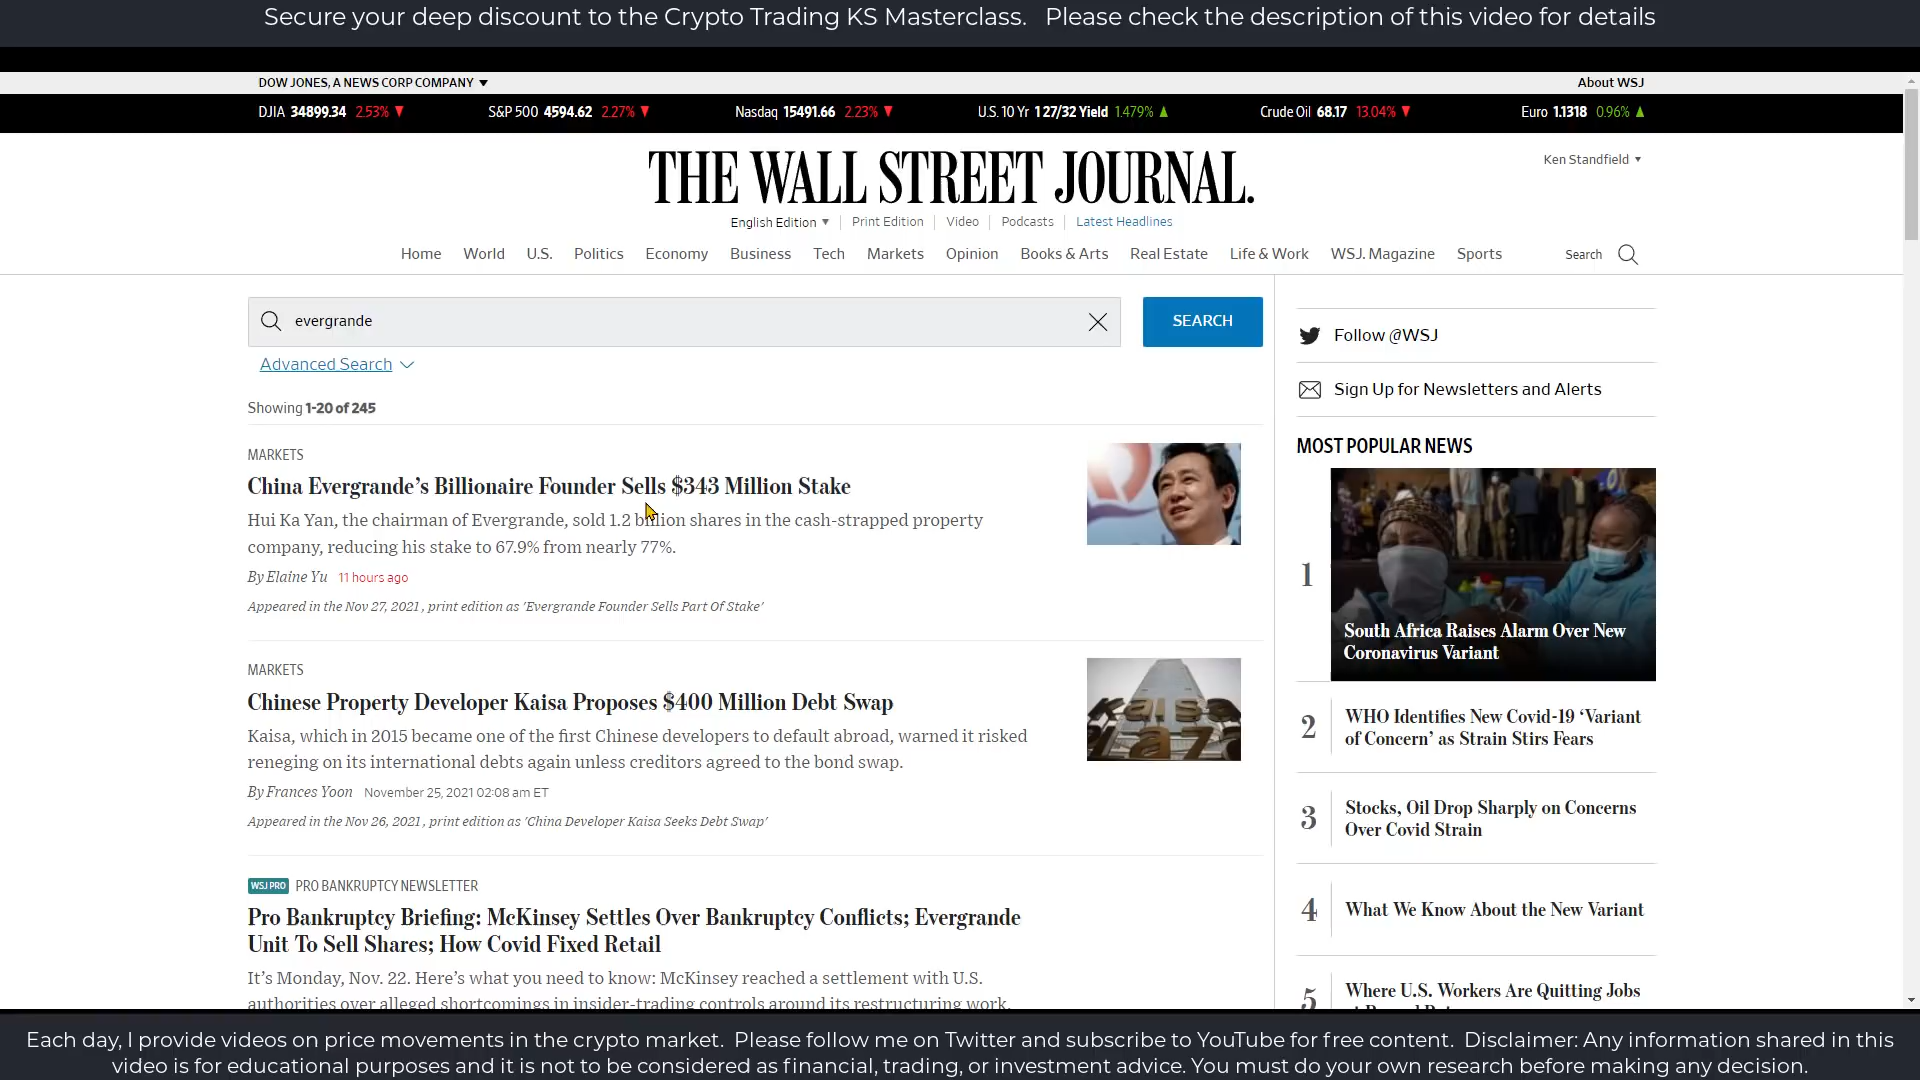 Secure your deep discount to the Crypto Trading KS Masterclass. Please check the description of this video for details
DOW JONES, A NEWS CORP COMPANY
About WSJ
DJIA 34899.34 2.53% S&P 500 4594.62 2.27% Nasdaq 15491.66 2.23% U.S. 10 Yr 1 27/32 Yield 1.479% Crude Oil 68.17 13.04% Euro 1.1318 0.96%
THE WALL STREET JOURNAL.
Ken Standfield
English Edition Print Edition Video Podcasts Latest Headlines
Home World U.S. Politics Economy Business Tech Markets Opinion Books & Arts Real Estate Life & Work WSJ. Magazine Sports Search
evergrande
SEARCH
Advanced Search
Showing 1-20 of 245
MARKETS
China Evergrande's Billionaire Founder Sells $343 Million Stake
Hui Ka Yan, the chairman of Evergrande, sold 1.2 billion shares in the cash-strapped property
company, reducing his stake to 67.9% from nearly 77%.
By Elaine Yu 11 hours ago
Appeared in the Nov 27, 2021, print edition as 'Evergrande Founder Sells Part Of Stake'
MARKETS
Chinese Property Developer Kaisa Proposes $400 Million Debt Swap
Kaisa, which in 2015 became one of the first Chinese developers to default abroad, warned it risked
reneging on its international debts again unless creditors agreed to the bond swap.
By Frances Yoon November 25, 2021 02:08 am ET
Appeared in the Nov 26, 2021, print edition as 'China Developer Kaisa Seeks Debt Swap'
kaisa
PLAZA
WSJ PRO PRO BANKRUPTCY NEWSLETTER
Pro Bankruptcy Briefing: McKinsey Settles Over Bankruptcy Conflicts; Evergrande
Unit To Sell Shares; How Covid Fixed Retail
It's Monday, Nov. 22. Here's what you need to know: McKinsey reached a settlement with U.S.
authorities over alleged shortcomings in insider-trading controls around its restructuring work.
Follow @WSJ
Sign Up for Newsletters and Alerts
MOST POPULAR NEWS
1
South Africa Raises Alarm Over New
Coronavirus Variant
2
WHO Identifies New Covid-19 'Variant
of Concern' as Strain Stirs Fears
3
Stocks, Oil Drop Sharply on Concerns
Over Covid Strain
4
What We Know About the New Variant
5
Where U.S. Workers Are Quitting Jobs
Each day, I provide videos on price movements in the crypto market. Please follow me on Twitter and subscribe to YouTube for free content. Disclaimer: Any information shared in this
video is for educational purposes and it is not to be considered as financial, trading, or investment advice. You must do your own research before making any decision.